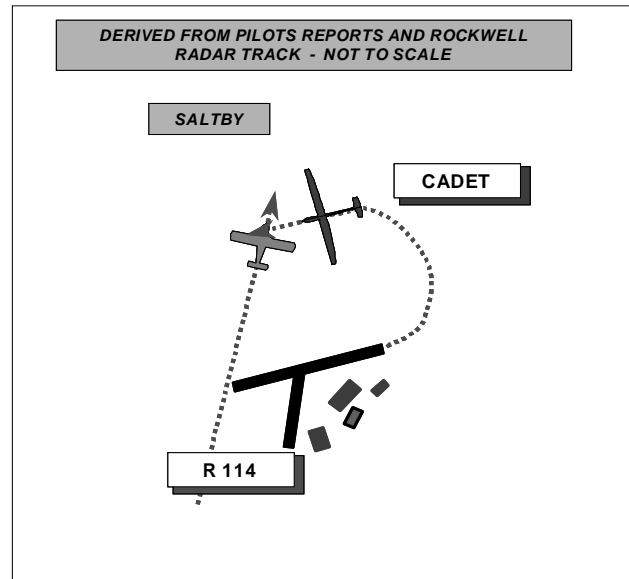 DERIVED FROM PILOTS REPORTS AND ROCKWELL
RADAR TRACK - NOT TO SCALE
SALTBY
CADET
R 114